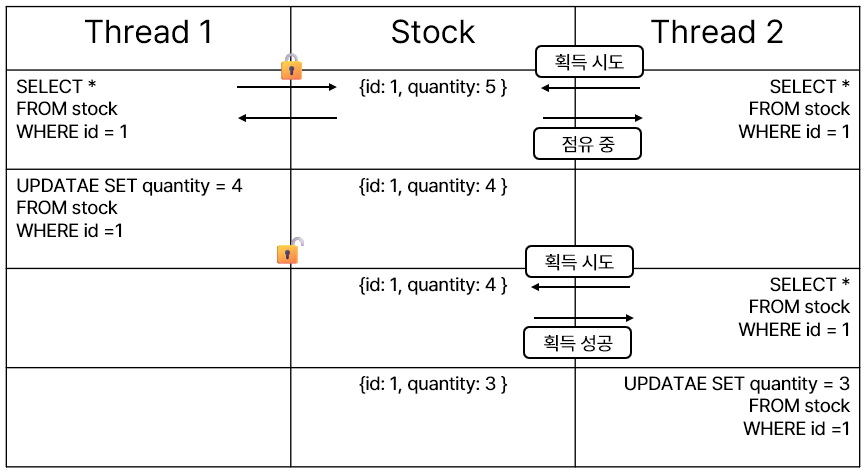 Thread 1
Stock
Thread 2
획득 시도
SELECT *
FROM stock
WHERE id = 1
{id: 1, quantity: 5 }
SELECT *
FROM stock
WHERE id = 1
점유 중
UPDATAE SET quantity = 4
FROM stock
WHERE id =1
{id: 1, quantity: 4 }
획득 시도
{id: 1, quantity: 4 }
SELECT *
FROM stock
WHERE id = 1
획득 성공
{id: 1, quantity: 3 }
UPDATAE SET quantity = 3
FROM stock
WHERE id =1